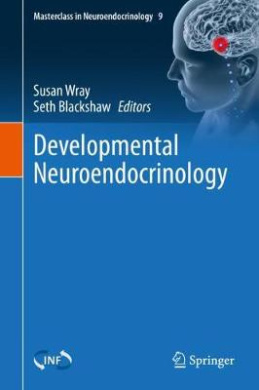 Masterclass in Neuroendocrinology 9
Susan Wray
Seth Blackshaw Editors
Developmental
Neuroendocrinology
INF
Springer